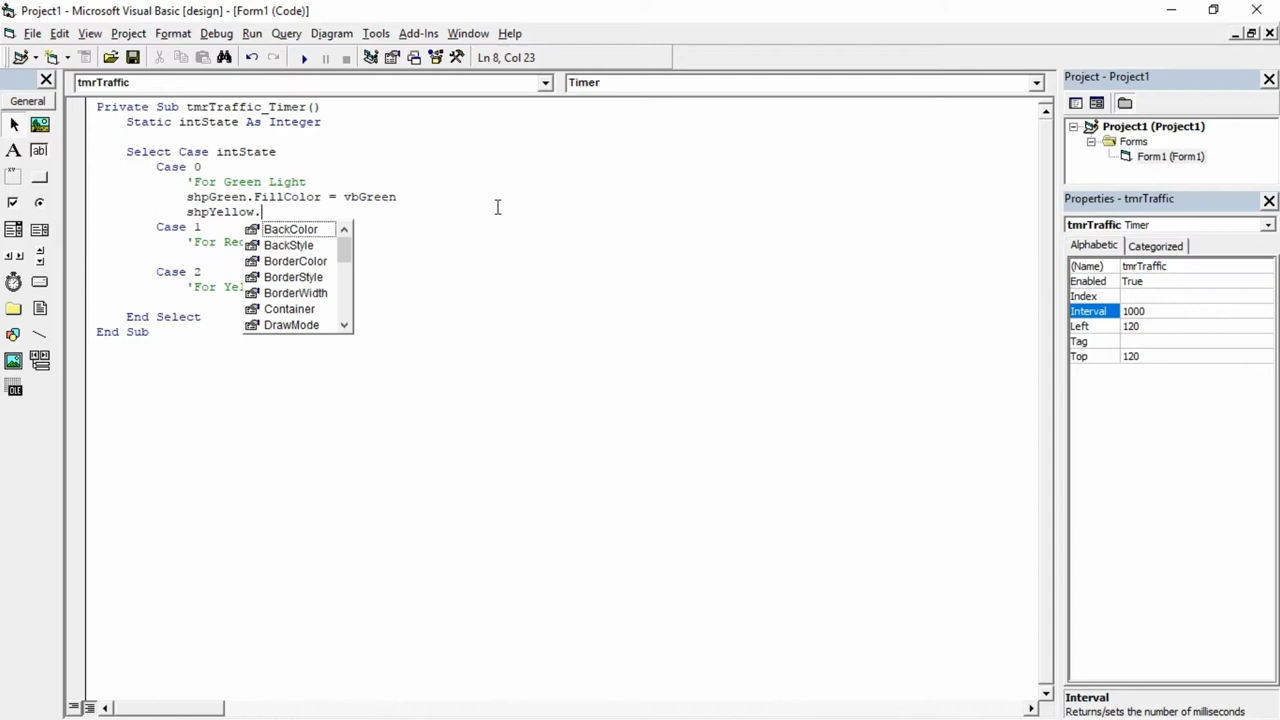 Project1 - Microsoft Visual Basic [design] - [Form1 (Code)]
File Edit View Project Format Debug Run Query Diagram Tools Add-Ins Window Help
Ln 8, Col 23
General
tmrTraffic
Timer
Private Sub tmrTraffic_Timer()
Static intState As Integer
Select Case intState
Case 0
'For Green Light
shpGreen.FillColor = vbGreen
shpYellow.
Case 1
'For Red
Case 2
'For Yel
End Select
End Sub
BackColor
BackStyle
BorderColor
BorderStyle
BorderWidth
Container
DrawMode
Project - Project1
Project1 (Project1)
Forms
Form1 (Form1)
Properties - tmrTraffic
tmrTraffic Timer
Alphabetic Categorized
(Name) tmrTraffic
Enabled True
Index
Interval 1000
Left 120
Tag
Top 120
Interval
Returns/sets the number of milliseconds